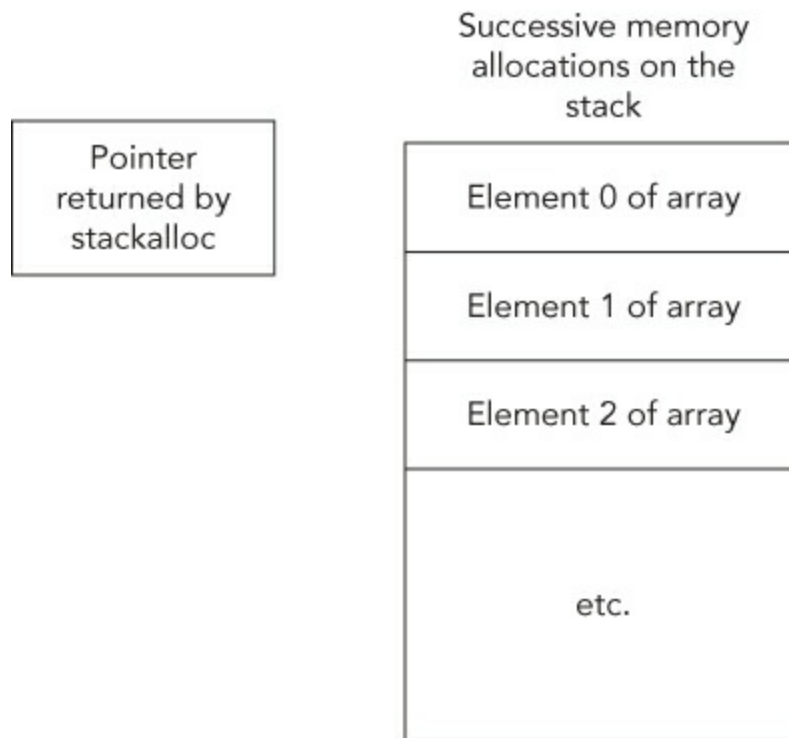 Successive memory
allocations on the
stack
Pointer
returned by
stackalloc
Element 0 of array
Element 1 of array
Element 2 of array
etc.